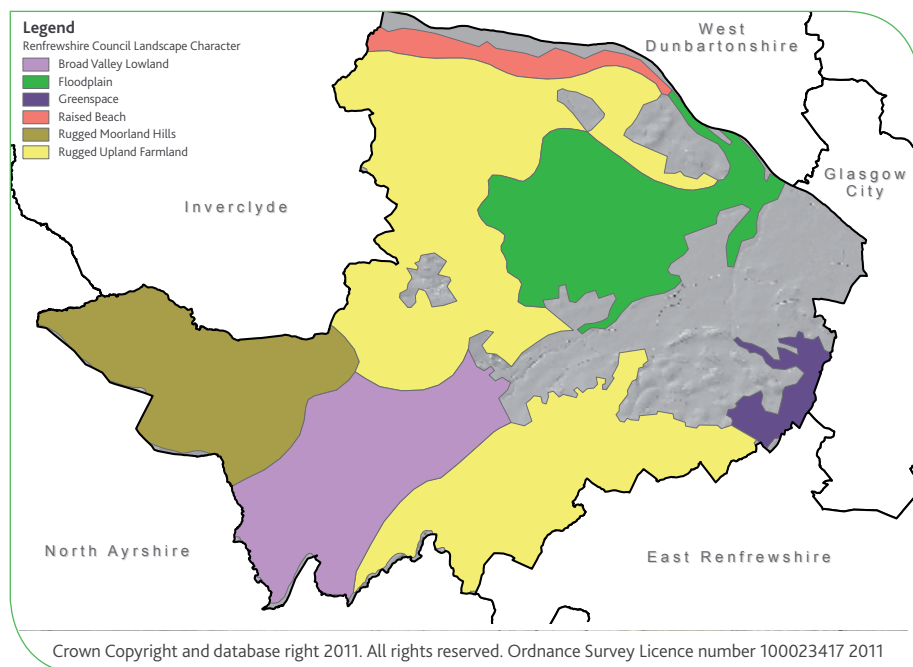 Legend
Renfrewshire Council Landscape Character
Broad Valley Lowland
Floodplain
Greenspace
Raised Beach
Rugged Moorland Hills
Rugged Upland Farmland
West
Dunbartonshire
Glasgow
City
Inverclyde
North Ayrshire
East Renfrewshire
Crown Copyright and database right 2011. All rights reserved. Ordnance Survey Licence number 100023417 2011